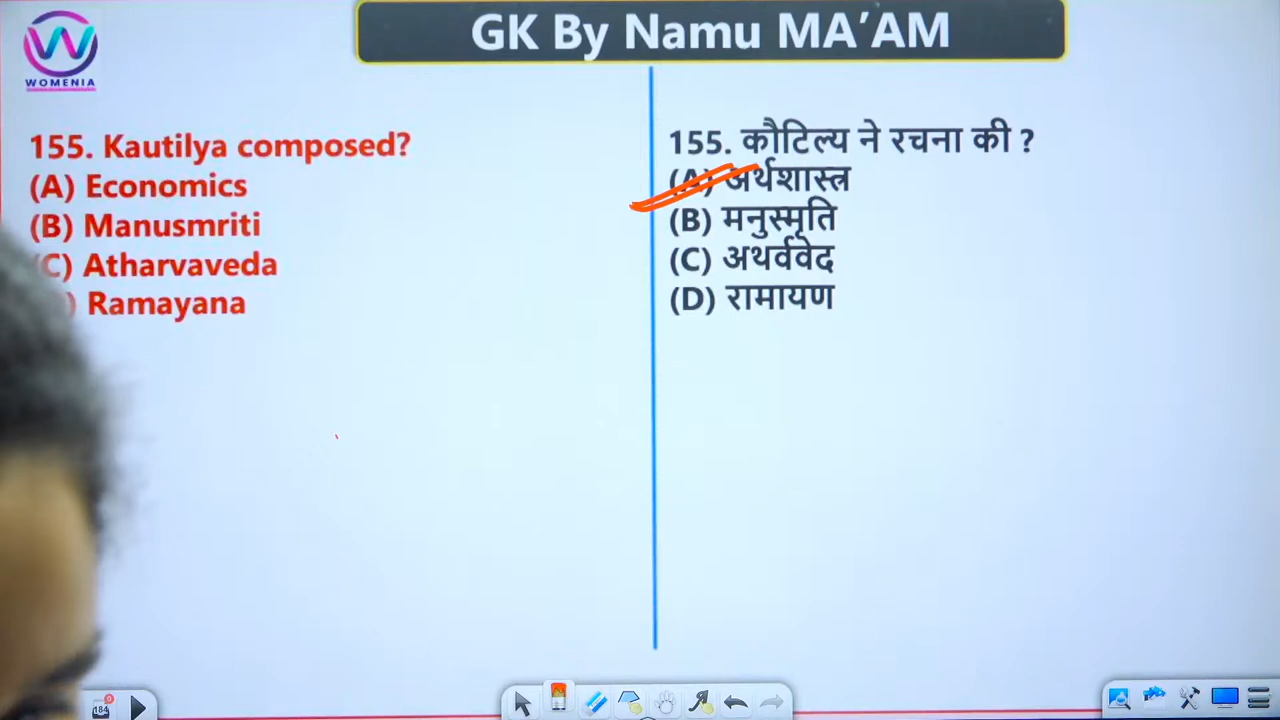 WOMENIA
GK By Namu MA’AM
155. Kautilya composed?
(A) Economics
(B) Manusmriti
(C) Atharvaveda
Ramayana
155. कौटिल्य ने रचना की ?
(A) अर्थशास्त्र
(B) मनुस्मृति
(C) अथर्ववेद
(D) रामायण
184